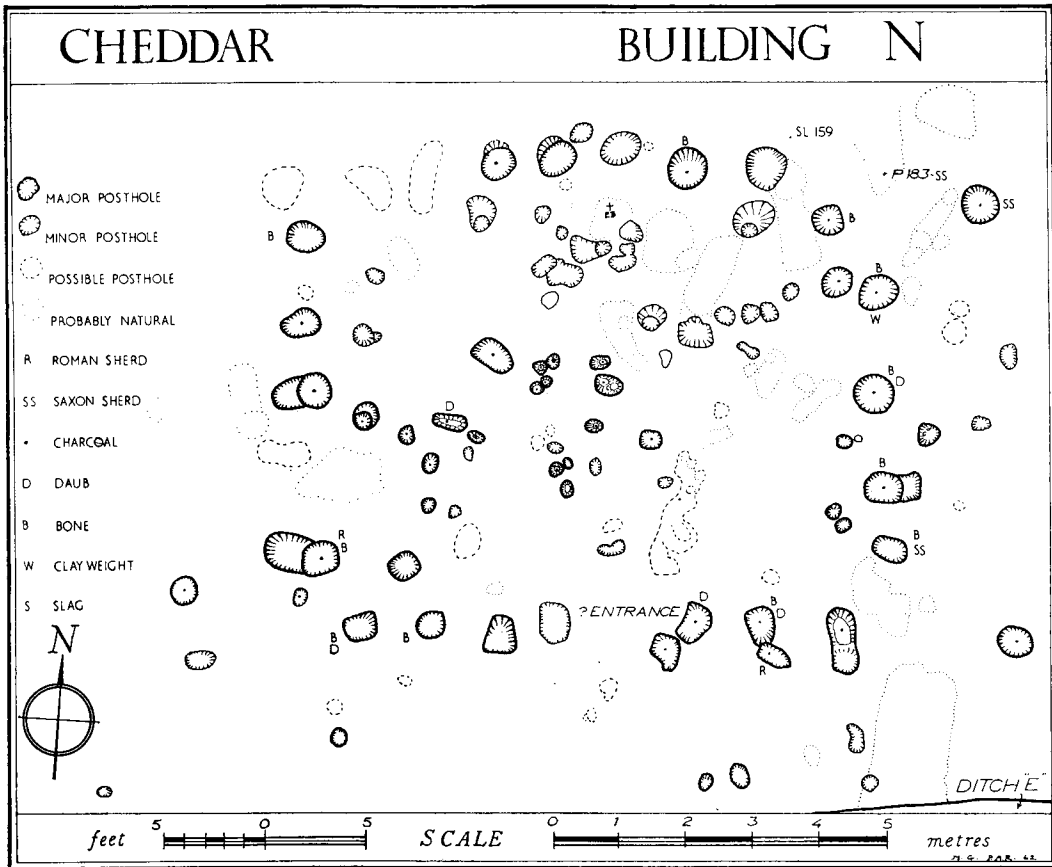 CHEDDAR BUILDING N
MAJOR POSTHOLE
MINOR POSTHOLE
POSSIBLE POSTHOLE
PROBABLY NATURAL
R ROMAN SHERD
SS SAXON SHERD
• CHARCOAL
D DAUB
B BONE
W CLAY WEIGHT
S SLAG
N
B
SL 159
P 183·SS
SS
B
B
B
W
B
D
D
B
R
B
B
SS
? ENTRANCE
D
B
D
B
D
B
R
DITCH "E"
feet 5 0 5 SCALE 0 1 2 3 4 5 metres